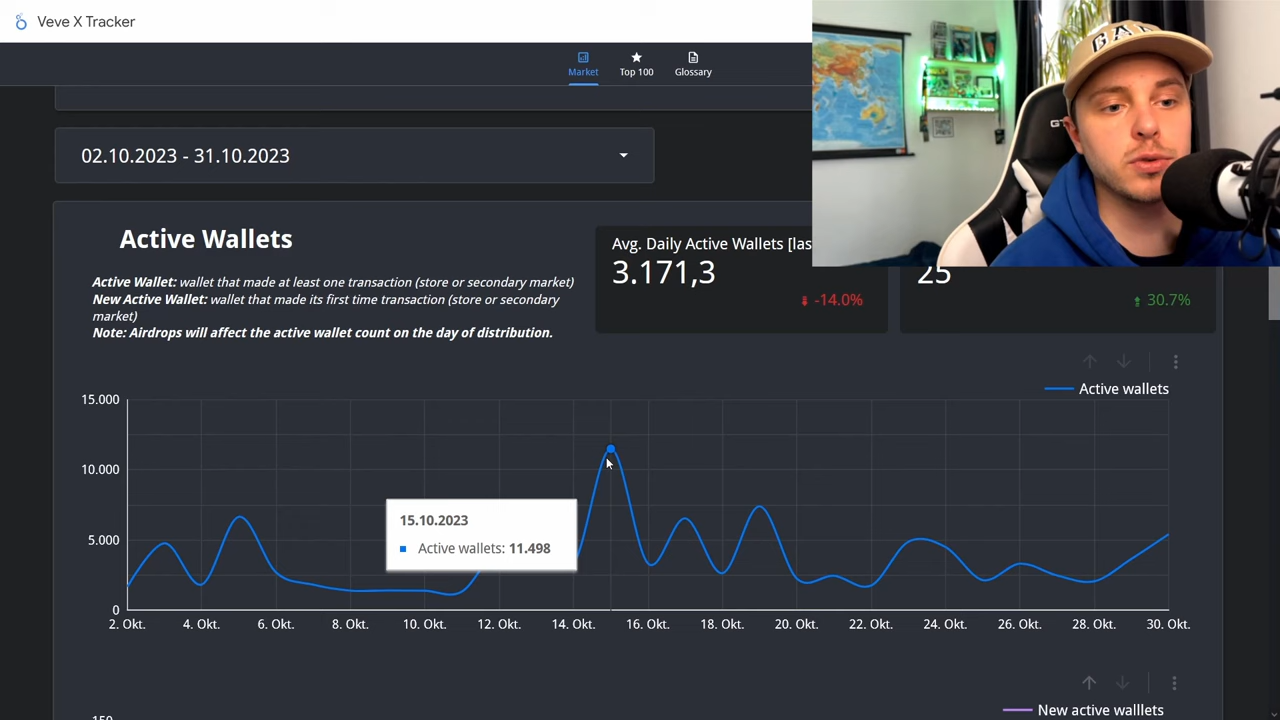 Veve X Tracker
Market
Top 100
Glossary
02.10.2023 - 31.10.2023
Active Wallets
Active Wallet: wallet that made at least one transaction (store or secondary market)
New Active Wallet: wallet that made its first time transaction (store or secondary
market)
Note: Airdrops will affect the active wallet count on the day of distribution.
Avg. Daily Active Wallets [las
3.171,3
-14.0%
25
30.7%
Active wallets
15.000
10.000
5.000
0
15.10.2023
Active wallets: 11.498
2. Okt.
4. Okt.
6. Okt.
8. Okt.
10. Okt.
12. Okt.
14. Okt.
16. Okt.
18. Okt.
20. Okt.
22. Okt.
24. Okt.
26. Okt.
28. Okt.
30. Okt.
New active walllets
150